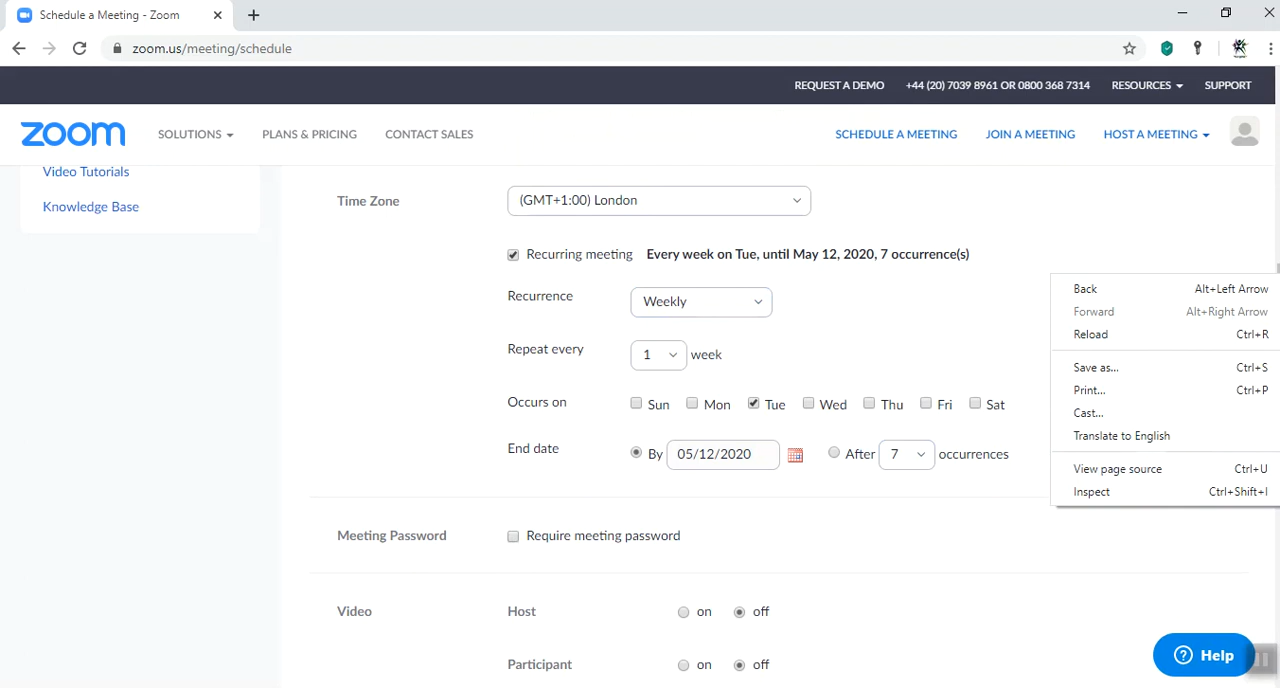 Schedule a Meeting - Zoom
zoom.us/meeting/schedule
REQUEST A DEMO +44 (20) 7039 8961 OR 0800 368 7314 RESOURCES SUPPORT
zoom SOLUTIONS PLANS & PRICING CONTACT SALES SCHEDULE A MEETING JOIN A MEETING HOST A MEETING
Video Tutorials
Knowledge Base
Time Zone (GMT+1:00) London
Recurring meeting Every week on Tue, until May 12, 2020, 7 occurrence(s)
Recurrence Weekly
Repeat every 1 week
Occurs on Sun Mon Tue Wed Thu Fri Sat
End date By 05/12/2020 After 7 occurrences
Back Alt+Left Arrow
Forward Alt+Right Arrow
Reload Ctrl+R
Save as... Ctrl+S
Print... Ctrl+P
Cast...
Translate to English
View page source Ctrl+U
Inspect Ctrl+Shift+I
Meeting Password Require meeting password
Video Host on off
Participant on off
Help